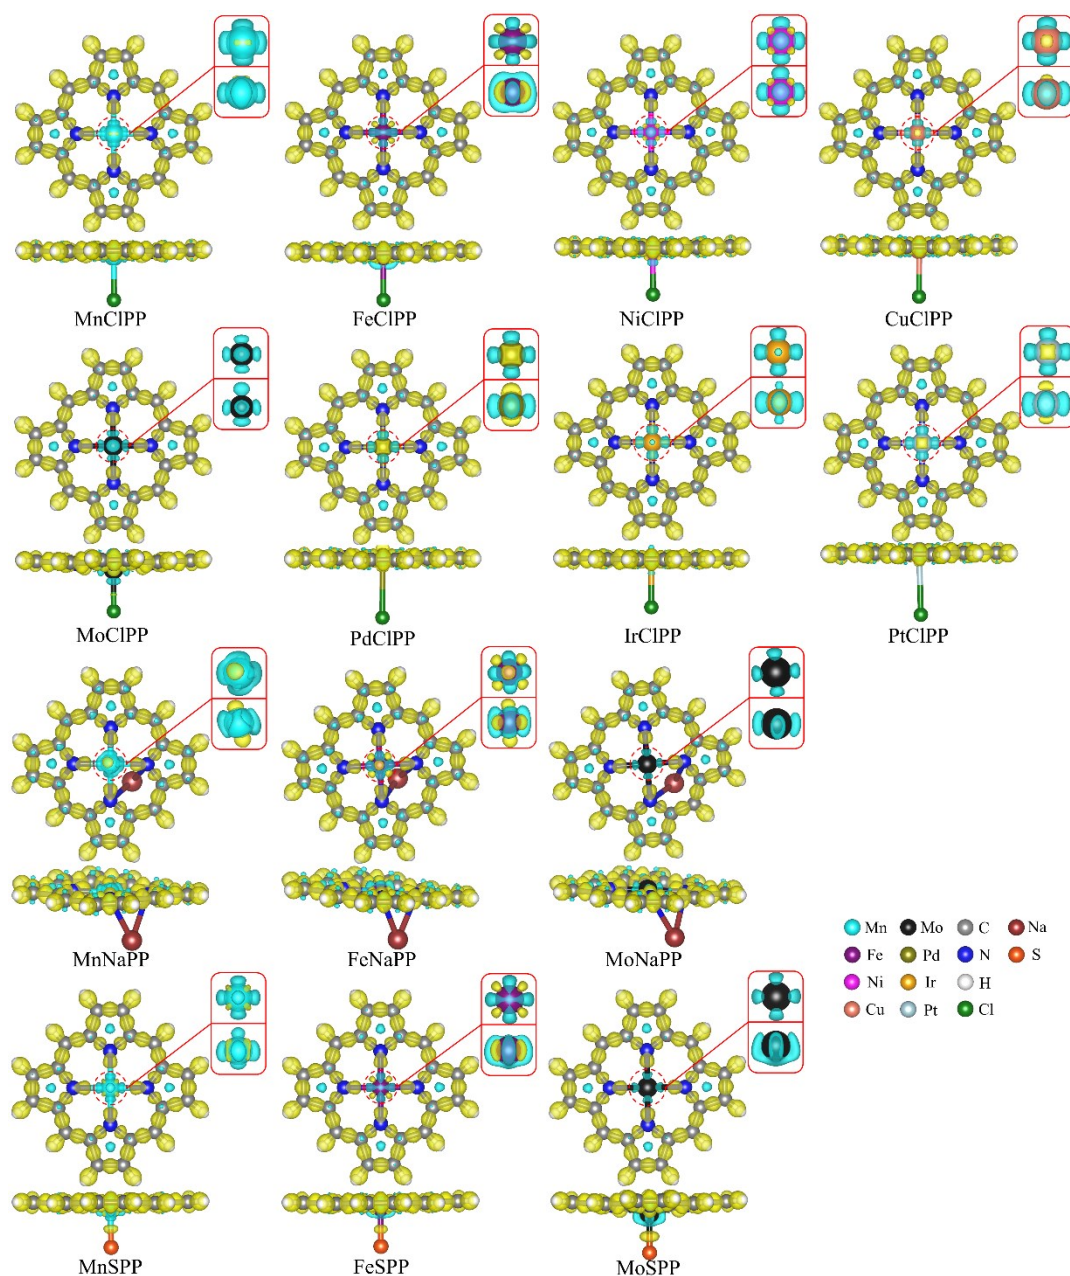 MnClPP FeClPP NiClPP CuClPP
MoClPP PdClPP IrClPP PtClPP
MnNaPP FeNaPP MoNaPP
Mn Mo C Na
Fe Pd N S
Ni Ir H
Cu Pt Cl
MnSPP FeSPP MoSPP